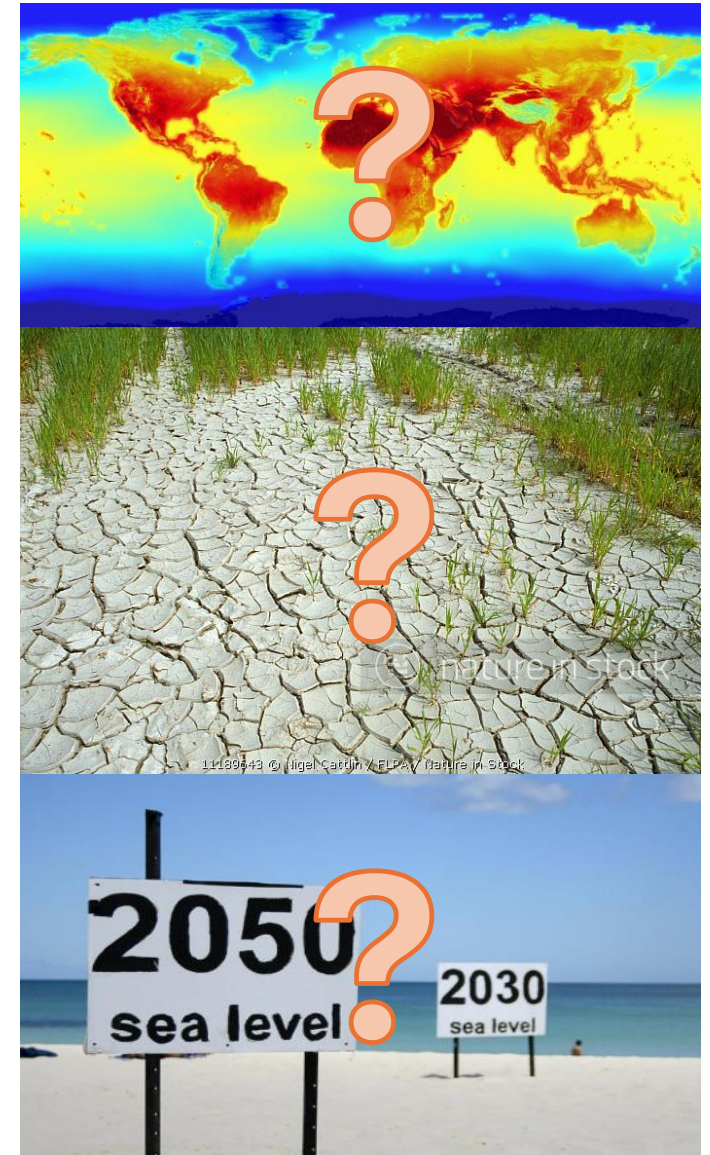 ?
?
nature in stock
11189643 © Nigel Cattlin / FLPA / Nature in Stock
2050
sea level
?
2030
sea level